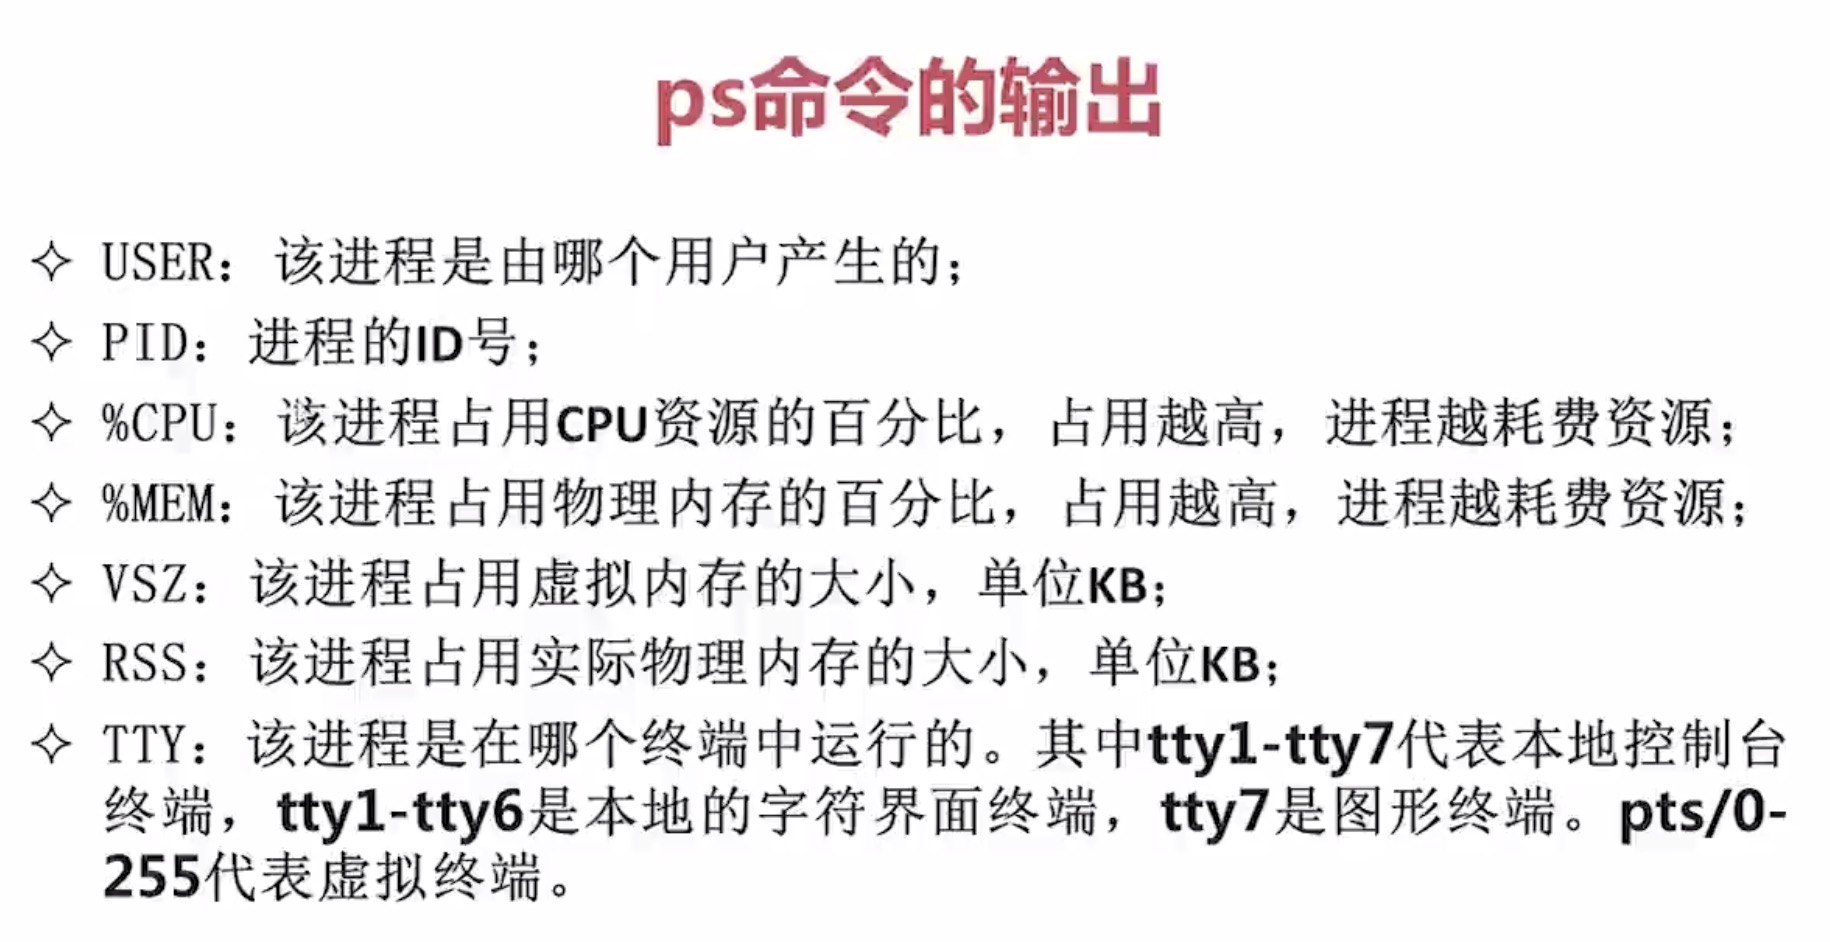 ps命令的输出
✧ USER：该进程是由哪个用户产生的；
✧ PID：进程的ID号；
✧ %CPU：该进程占用CPU资源的百分比，占用越高，进程越耗费资源；
✧ %MEM：该进程占用物理内存的百分比，占用越高，进程越耗费资源；
✧ VSZ：该进程占用虚拟内存的大小，单位KB；
✧ RSS：该进程占用实际物理内存的大小，单位KB；
✧ TTY：该进程是在哪个终端中运行的。其中tty1-tty7代表本地控制台
终端，tty1-tty6是本地的字符界面终端，tty7是图形终端。pts/0-
255代表虚拟终端。